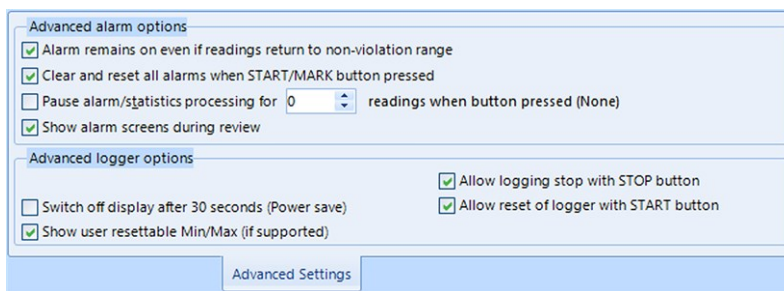 Advanced alarm options
Alarm remains on even if readings return to non-violation range
Clear and reset all alarms when START/MARK button pressed
Pause alarm/statistics processing for 0 readings when button pressed (None)
Show alarm screens during review
Advanced logger options
Allow logging stop with STOP button
Switch off display after 30 seconds (Power save)
Allow reset of logger with START button
Show user resettable Min/Max (if supported)
Advanced Settings